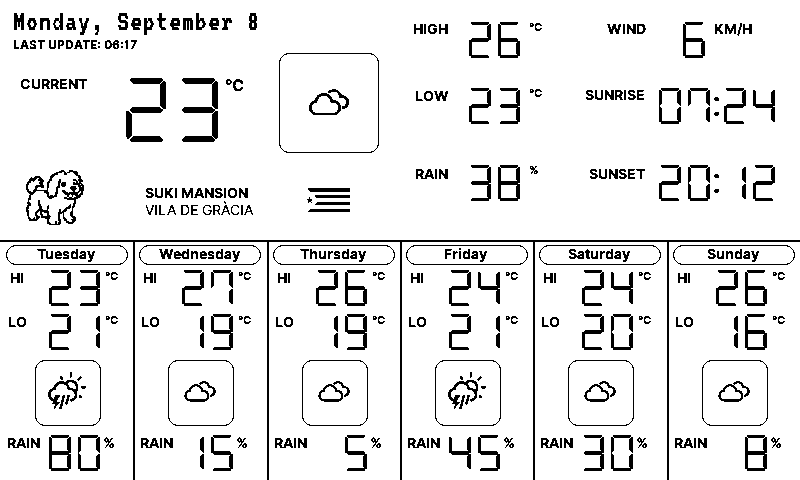 Monday, September 8
LAST UPDATE: 06:17
CURRENT 23 °C
SUKI MANSION
VILA DE GRÀCIA
HIGH 26 °C
LOW 23 °C
RAIN 38 %
WIND 6 KM/H
SUNRISE 07:24
SUNSET 20:12
Tuesday
HI 23 °C
LO 21 °C
RAIN 80 %
Wednesday
HI 27 °C
LO 19 °C
RAIN 15 %
Thursday
HI 26 °C
LO 19 °C
RAIN 5 %
Friday
HI 24 °C
LO 21 °C
RAIN 45 %
Saturday
HI 24 °C
LO 20 °C
RAIN 30 %
Sunday
HI 26 °C
LO 16 °C
RAIN 8 %